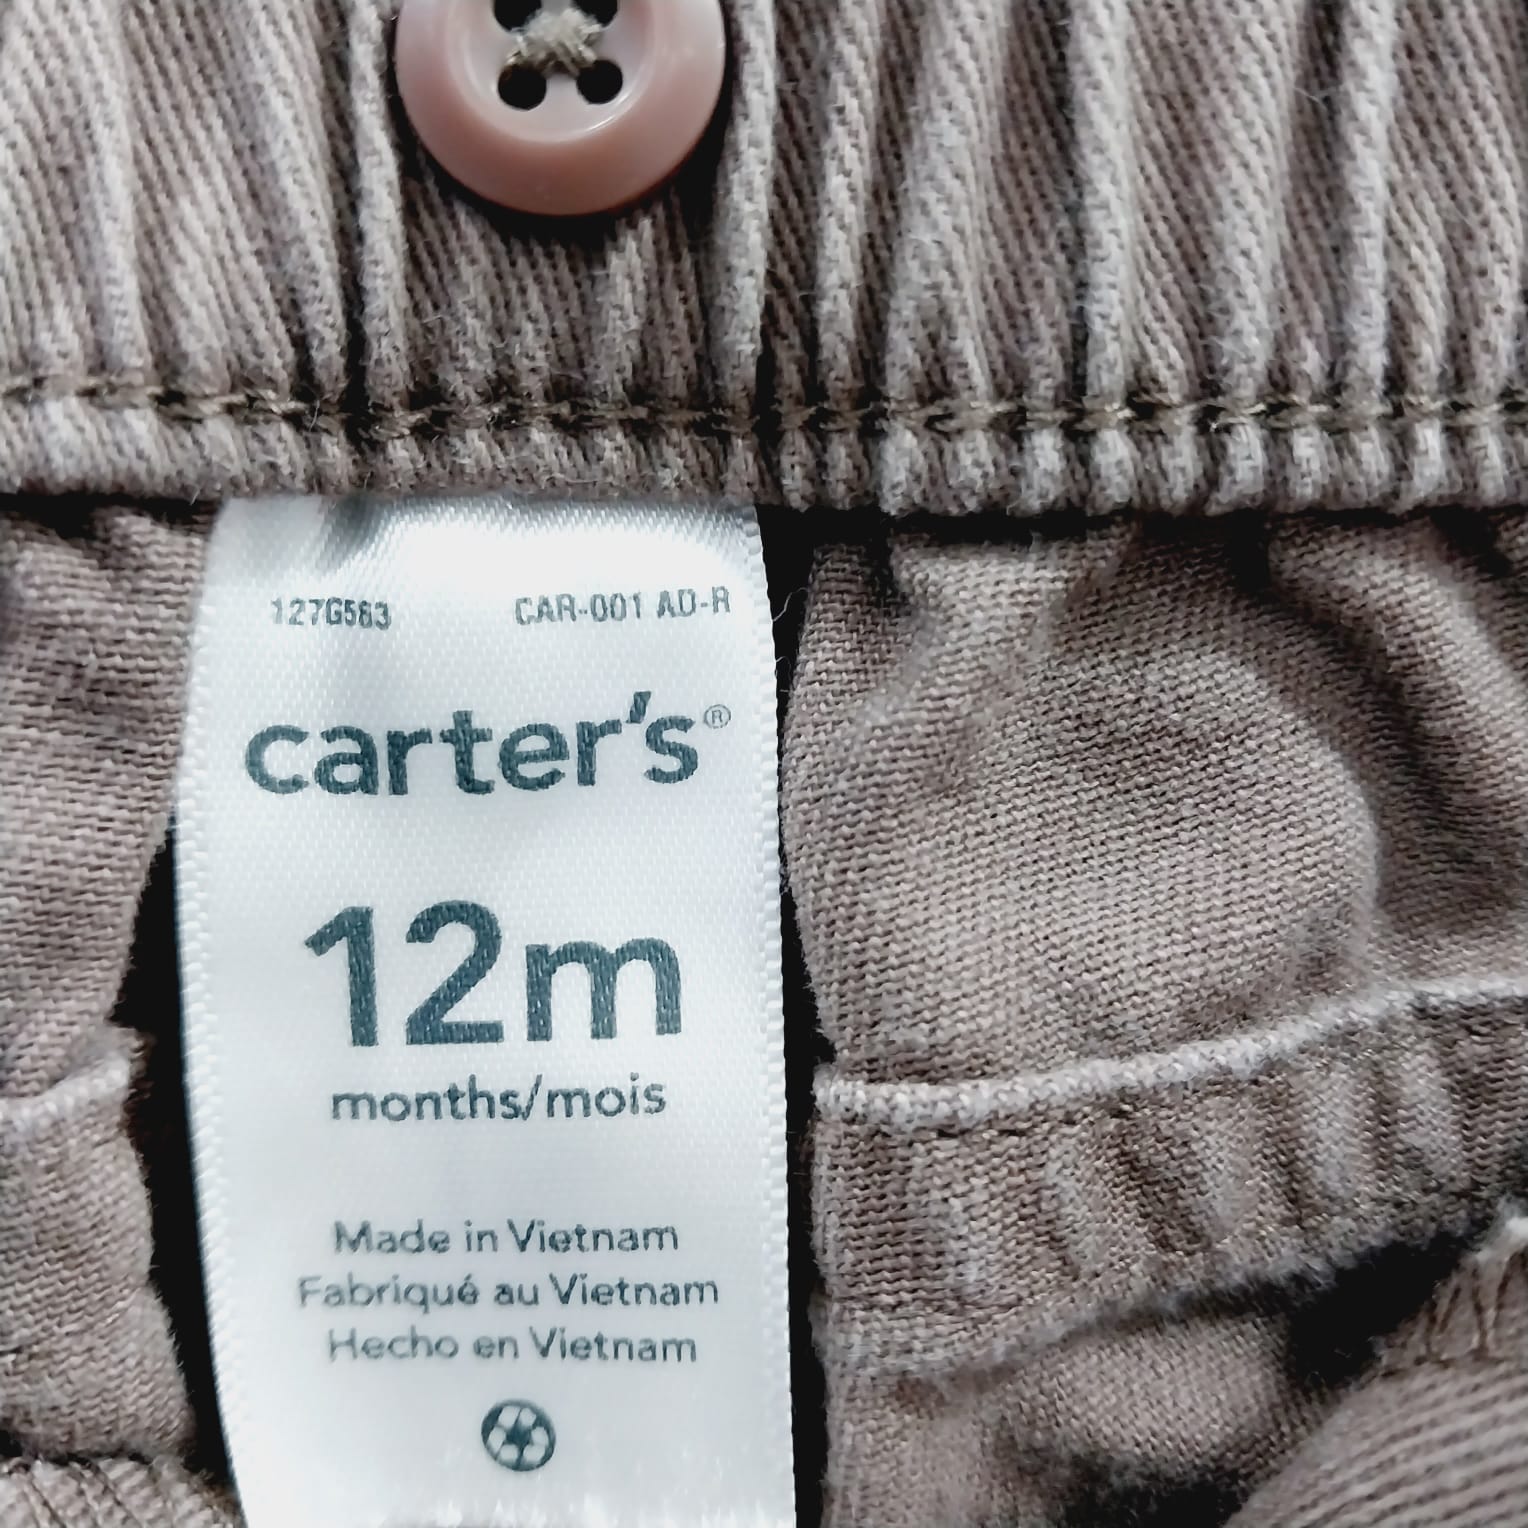 127G583 CAR-001 AD-R
carter's®
12m
months/mois
Made in Vietnam
Fabriqué au Vietnam
Hecho en Vietnam